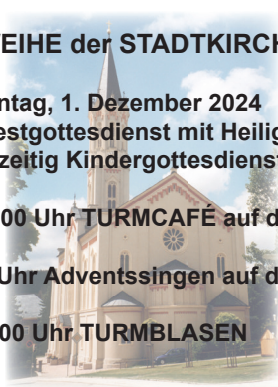 EIHE der STADTKIRCH
ntag, 1. Dezember 2024
estgottesdienst mit Heilig
zeitig Kindergottesdienst
00 Uhr TURMCAFÉ auf d
Uhr Adventssingen auf d
00 Uhr TURMBLASEN